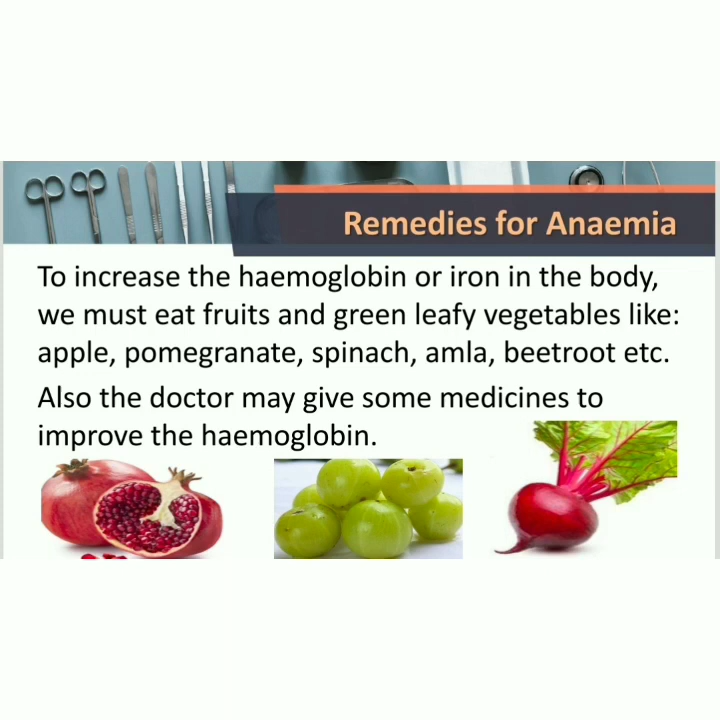 Remedies for Anaemia
To increase the haemoglobin or iron in the body,
we must eat fruits and green leafy vegetables like:
apple, pomegranate, spinach, amla, beetroot etc.
Also the doctor may give some medicines to
improve the haemoglobin.